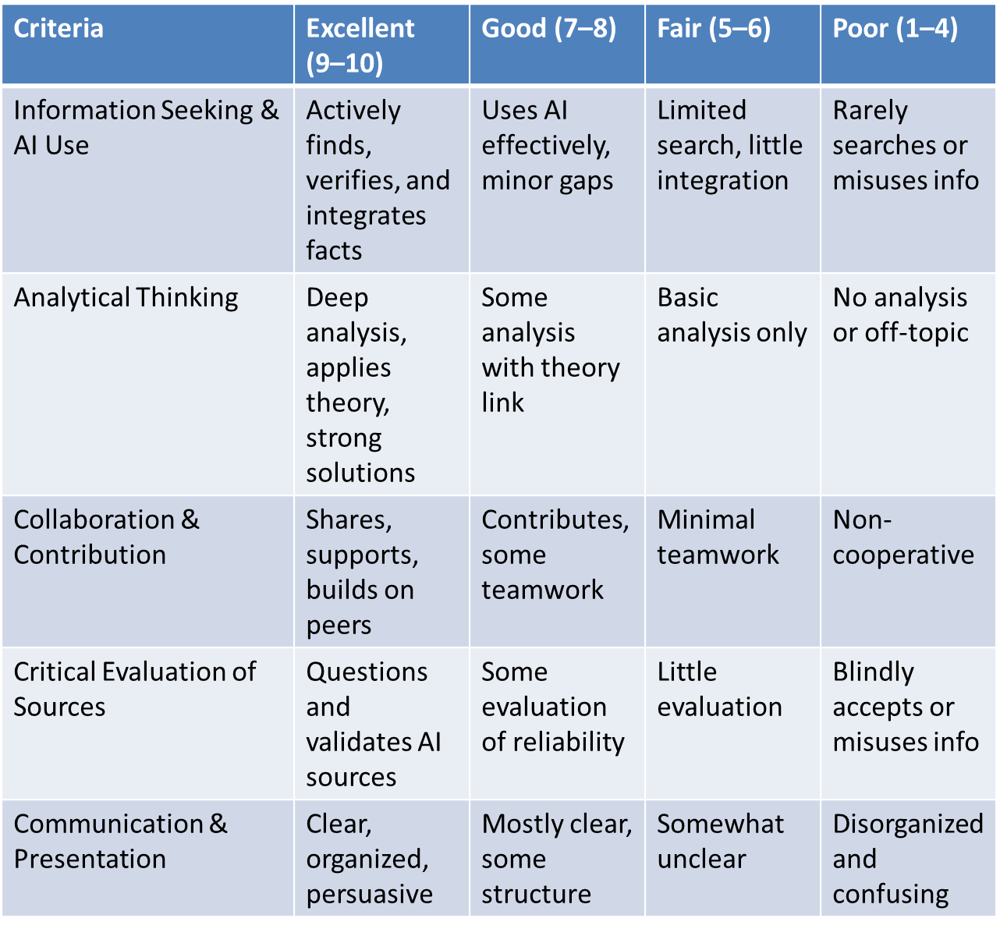 Criteria
Excellent
(9–10)
Good (7–8)
Fair (5–6)
Poor (1–4)
Information Seeking &
AI Use
Actively
finds,
verifies, and
integrates
facts
Uses AI
effectively,
minor gaps
Limited
search, little
integration
Rarely
searches or
misuses info
Analytical Thinking
Deep
analysis,
applies
theory,
strong
solutions
Some
analysis
with theory
link
Basic
analysis only
No analysis
or off-topic
Collaboration &
Contribution
Shares,
supports,
builds on
peers
Contributes,
some
teamwork
Minimal
teamwork
Non-
cooperative
Critical Evaluation of
Sources
Questions
and
validates AI
sources
Some
evaluation
of reliability
Little
evaluation
Blindly
accepts or
misuses info
Communication &
Presentation
Clear,
organized,
persuasive
Mostly clear,
some
structure
Somewhat
unclear
Disorganized
and
confusing